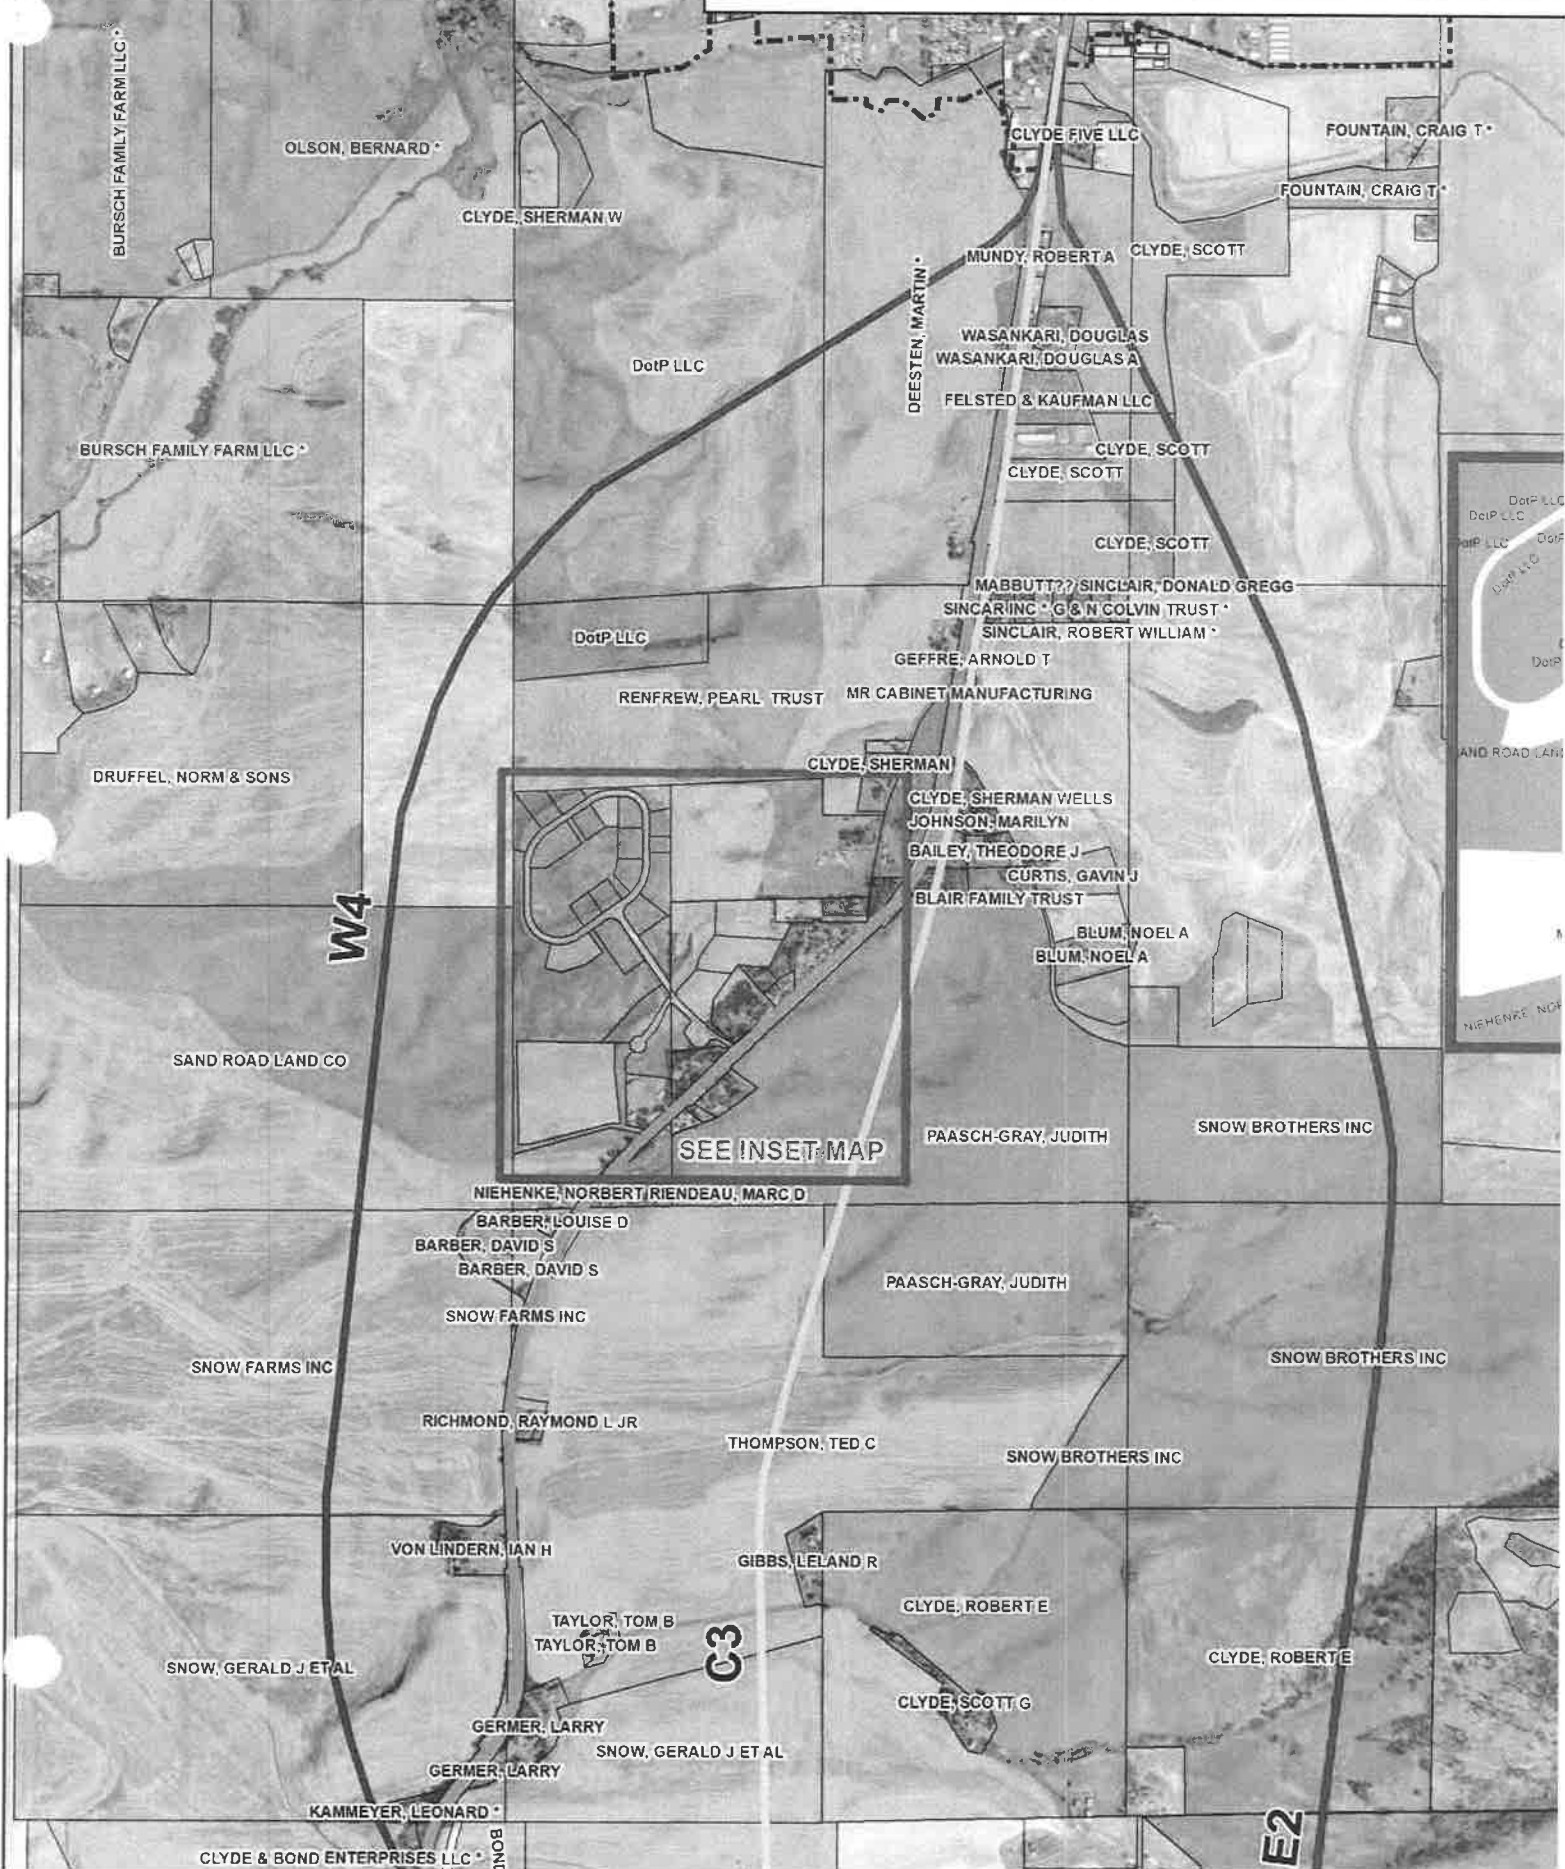 BURSCH FAMILY FARM LLC *
OLSON, BERNARD *
CLYDE, SHERMAN W
CLYDE FIVE LLC
FOUNTAIN, CRAIG T *
FOUNTAIN, CRAIG T *
MUNDY, ROBERT A
CLYDE, SCOTT
DEESTEN, MARTIN *
WASANKARI, DOUGLAS
WASANKARI, DOUGLAS A
DotP LLC
FELSTED & KAUFMAN LLC
BURSCH FAMILY FARM LLC *
CLYDE, SCOTT
CLYDE, SCOTT
CLYDE, SCOTT
DotP LLC
DotP LLC
DotP LLC
DotP LLC
DotP
MABBUTT?? SINCLAIR, DONALD GREGG
SINCAR INC * G & N COLVIN TRUST *
SINCLAIR, ROBERT WILLIAM *
DotP LLC
GEFFRE, ARNOLD T
RENFREW, PEARL TRUST
MR CABINET MANUFACTURING
AND ROAD LAN
CLYDE, SHERMAN
DRUFFEL, NORM & SONS
CLYDE, SHERMAN WELLS
JOHNSON, MARILYN
BAILEY, THEODORE J
CURTIS, GAVIN J
BLAIR FAMILY TRUST
W4
BLUM, NOEL A
BLUM, NOEL A
NIEHENKE, NOR
SAND ROAD LAND CO
SEE INSET MAP
PAASCH-GRAY, JUDITH
SNOW BROTHERS INC
NIEHENKE, NORBERT RIENDEAU, MARC D
BARBER, LOUISE D
BARBER, DAVID S
BARBER, DAVID S
PAASCH-GRAY, JUDITH
SNOW FARMS INC
SNOW FARMS INC
SNOW BROTHERS INC
RICHMOND, RAYMOND L JR
THOMPSON, TED C
SNOW BROTHERS INC
VON LINDERN, IAN H
GIBBS, LELAND R
CLYDE, ROBERT E
TAYLOR, TOM B
TAYLOR, TOM B
C3
SNOW, GERALD J ET AL
CLYDE, ROBERT E
CLYDE, SCOTT G
GERMER, LARRY
SNOW, GERALD J ET AL
GERMER, LARRY
KAMMEYER, LEONARD *
CLYDE & BOND ENTERPRISES LLC *
BOND
E2